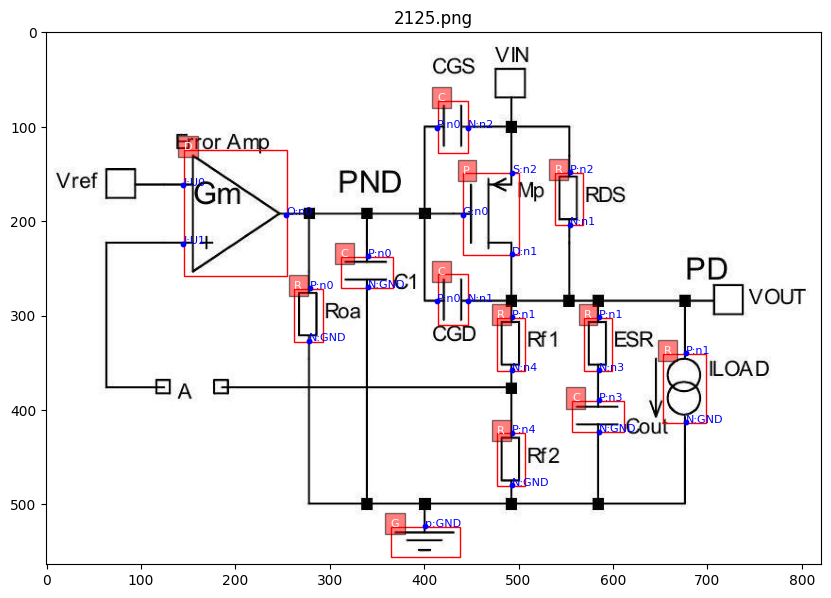 2125.png
VIN
CGS
C
P:n0 N:n2
Error Amp
D
Vref
I:U0
Gm
O:n0
I:U1
+
PND
P
S:n2
G:n0
Mp
D:n1
R
P:n2
RDS
N:n1
C
P:n0
C1
N:GND
C
P:n0 N:n1
CGD
PD
VOUT
R
P:n0
Roa
N:GND
R
P:n1
Rf1
N:n4
R
P:n1
ESR
N:n3
R
P:n1
ILOAD
N:GND
A
C
P:n3
Cout
N:GND
R
P:n4
Rf2
N:GND
G
p:GND
0
100
200
300
400
500
0 100 200 300 400 500 600 700 800